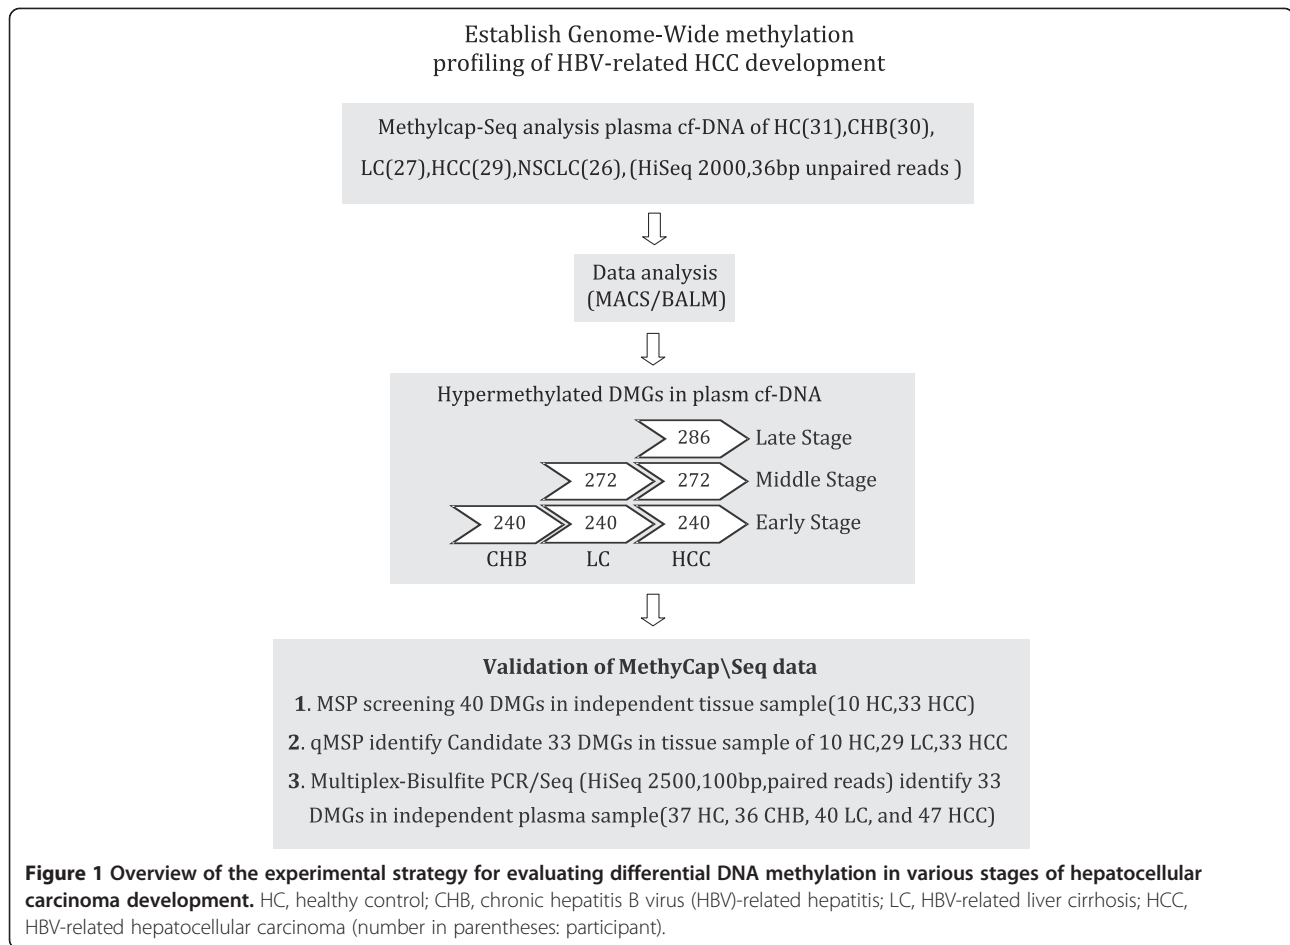 Establish Genome-Wide methylation
profiling of HBV-related HCC development
Methylcap-Seq analysis plasma cf-DNA of HC(31),CHB(30),
LC(27),HCC(29),NSCLC(26), (HiSeq 2000,36bp unpaired reads )
Data analysis
(MACS/BALM)
Hypermethylated DMGs in plasm cf-DNA
286 Late Stage
272 272 Middle Stage
240 240 240 Early Stage
CHB LC HCC
Validation of MethyCap\Seq data
1. MSP screening 40 DMGs in independent tissue sample(10 HC,33 HCC)
2. qMSP identify Candidate 33 DMGs in tissue sample of 10 HC,29 LC,33 HCC
3. Multiplex-Bisulfite PCR/Seq (HiSeq 2500,100bp,paired reads) identify 33
DMGs in independent plasma sample(37 HC, 36 CHB, 40 LC, and 47 HCC)
Figure 1 Overview of the experimental strategy for evaluating differential DNA methylation in various stages of hepatocellular
carcinoma development. HC, healthy control; CHB, chronic hepatitis B virus (HBV)-related hepatitis; LC, HBV-related liver cirrhosis; HCC,
HBV-related hepatocellular carcinoma (number in parentheses: participant).